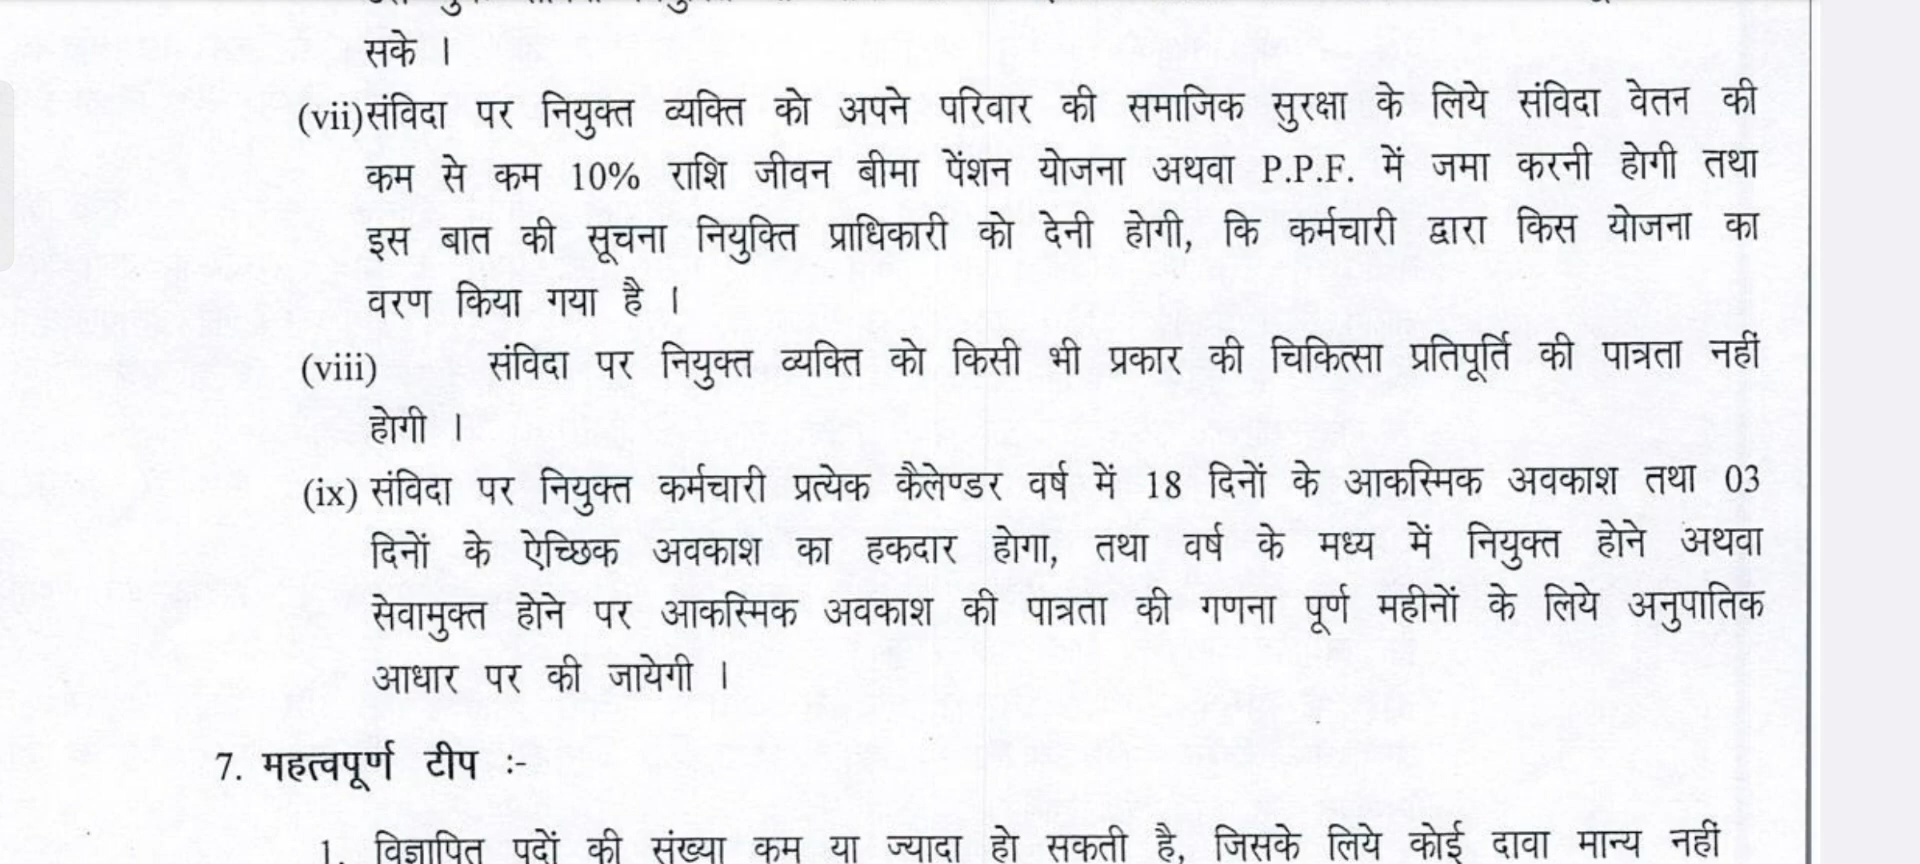 सके ।
(vii)संविदा पर नियुक्त व्यक्ति को अपने परिवार की समाजिक सुरक्षा के लिये संविदा वेतन की
कम से कम 10% राशि जीवन बीमा पेंशन योजना अथवा P.P.F. में जमा करनी होगी तथा
इस बात की सूचना नियुक्ति प्राधिकारी को देनी होगी, कि कर्मचारी द्वारा किस योजना का
वरण किया गया है ।
(viii) संविदा पर नियुक्त व्यक्ति को किसी भी प्रकार की चिकित्सा प्रतिपूर्ति की पात्रता नहीं
होगी ।
(ix) संविदा पर नियुक्त कर्मचारी प्रत्येक कैलेण्डर वर्ष में 18 दिनों के आकस्मिक अवकाश तथा 03
दिनों के ऐच्छिक अवकाश का हकदार होगा, तथा वर्ष के मध्य में नियुक्त होने अथवा
सेवामुक्त होने पर आकस्मिक अवकाश की पात्रता की गणना पूर्ण महीनों के लिये अनुपातिक
आधार पर की जायेगी ।
7. महत्वपूर्ण टीप :-
1. विज्ञापित पदों की संख्या कम या ज्यादा हो सकती है, जिसके लिये कोई दावा मान्य नहीं